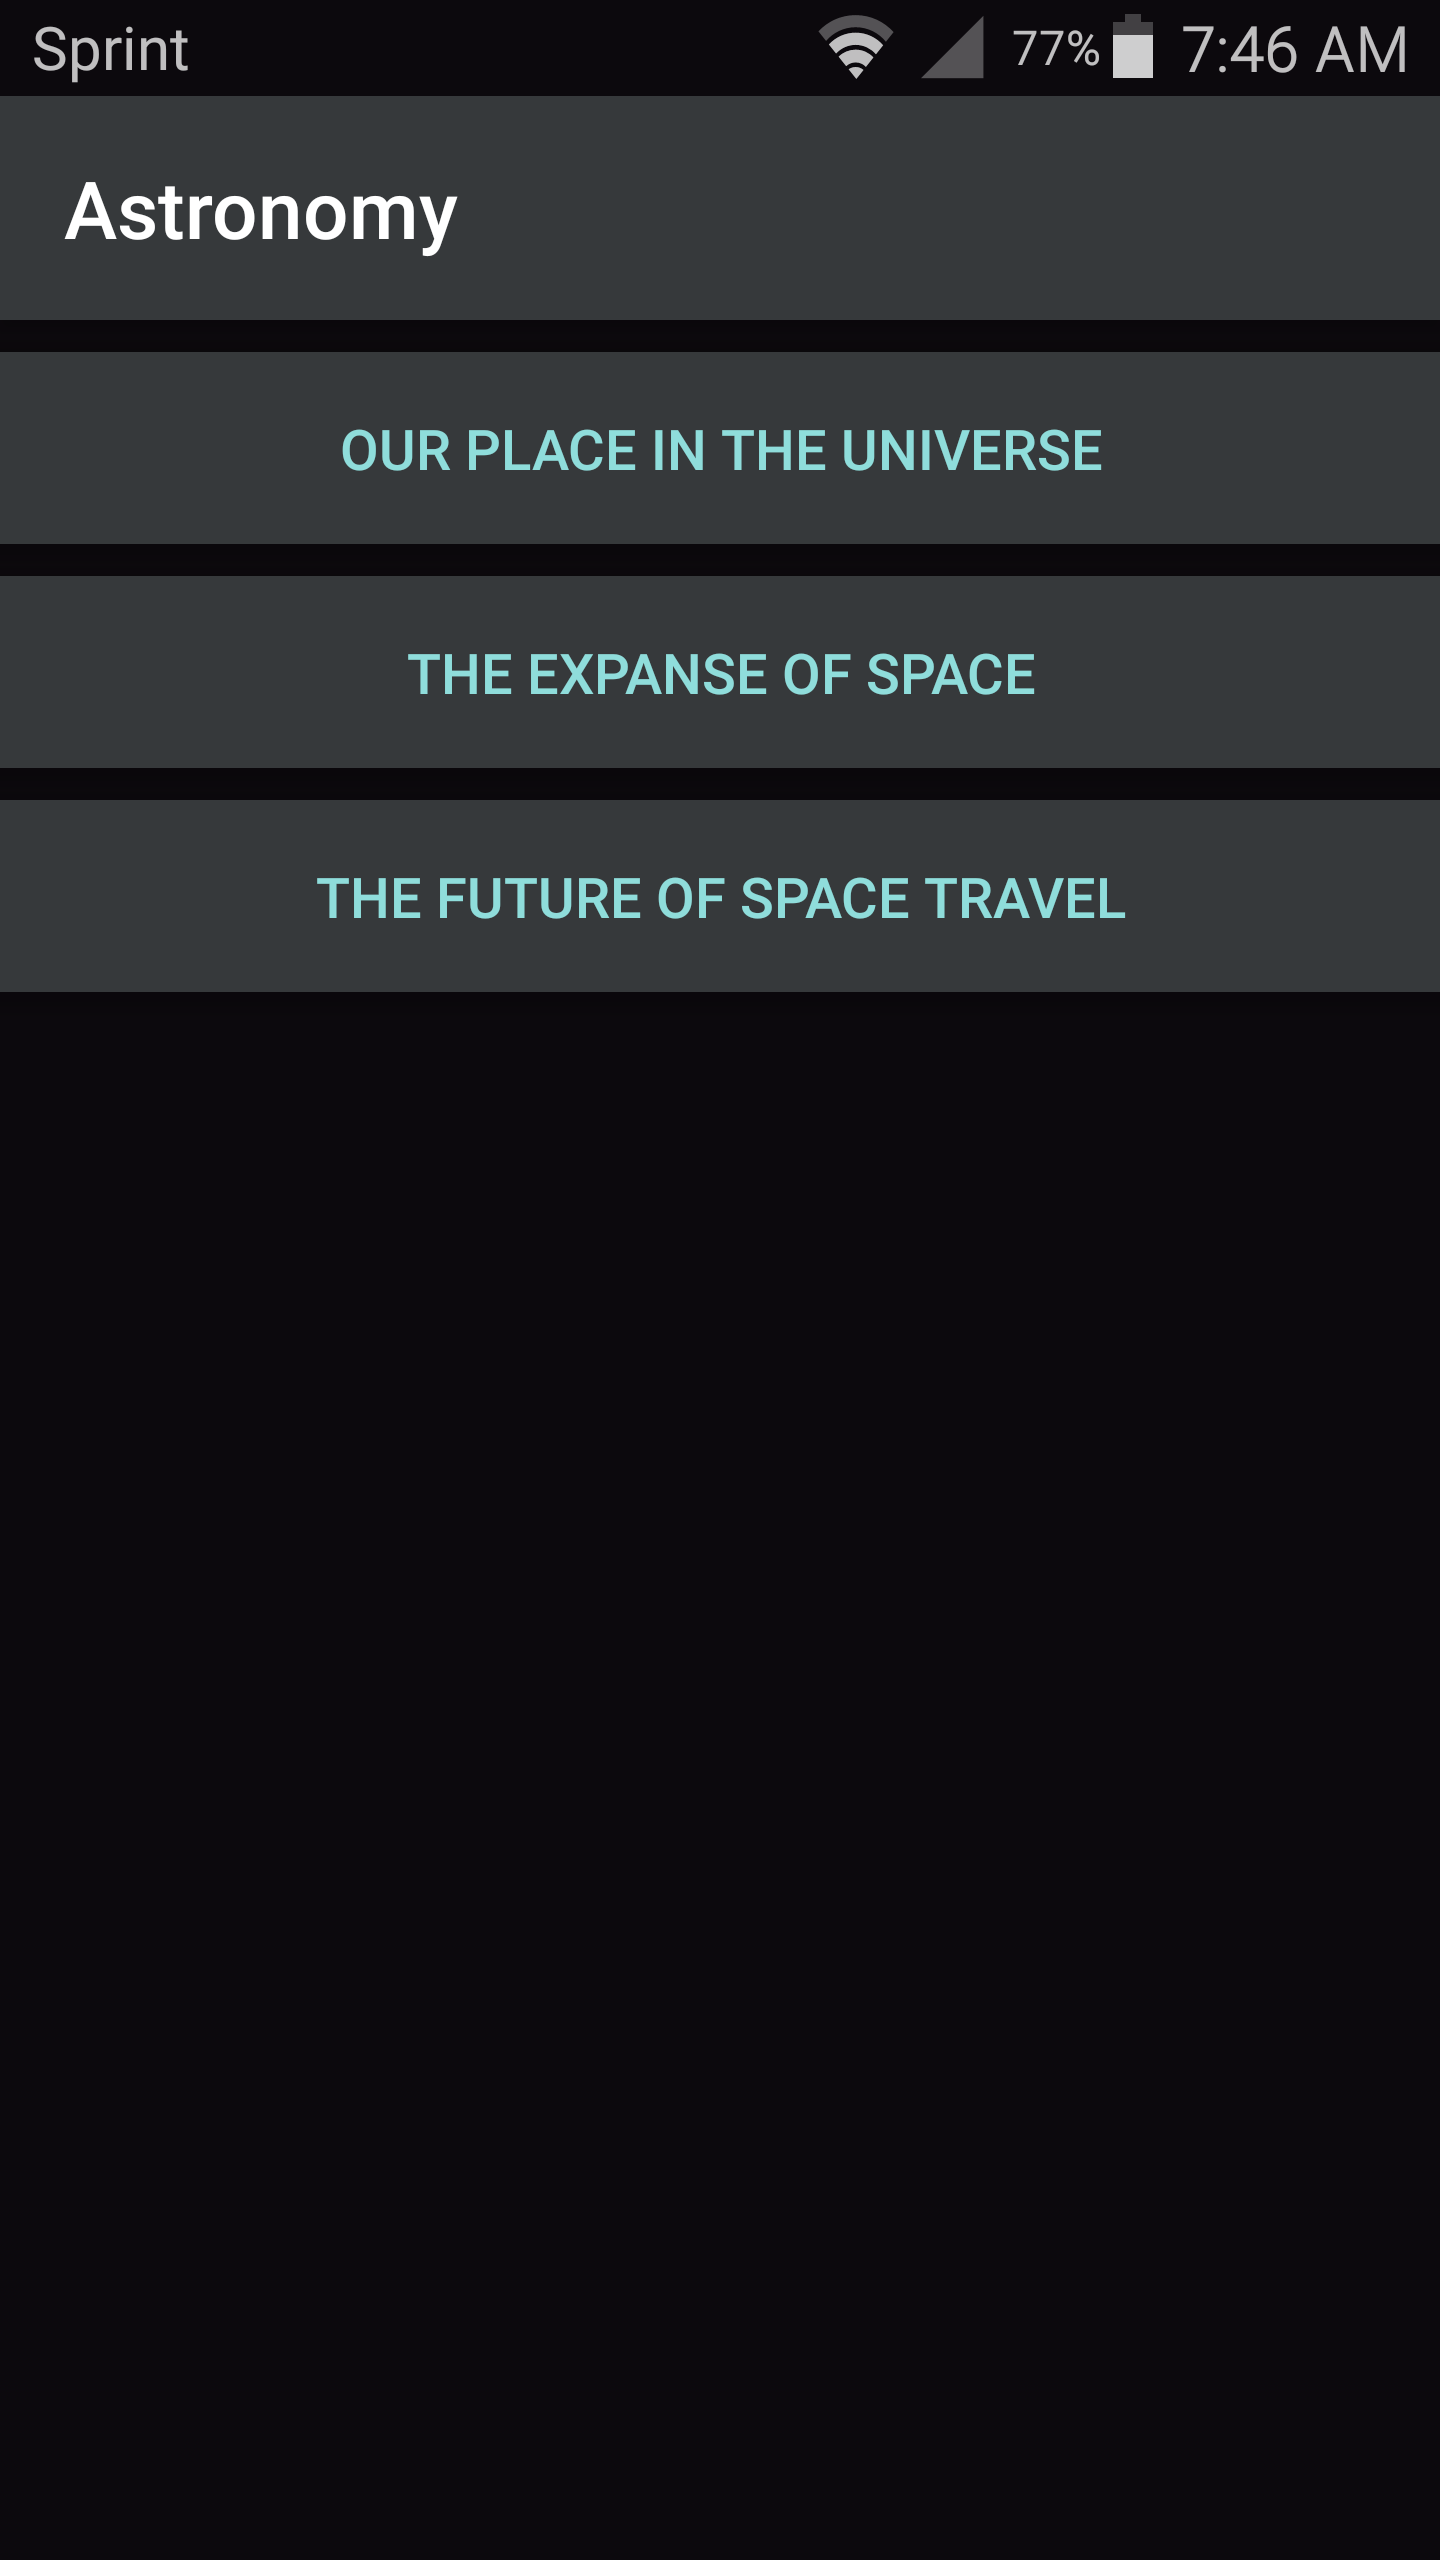 Sprint 77% 7:46 AM
Astronomy
OUR PLACE IN THE UNIVERSE
THE EXPANSE OF SPACE
THE FUTURE OF SPACE TRAVEL